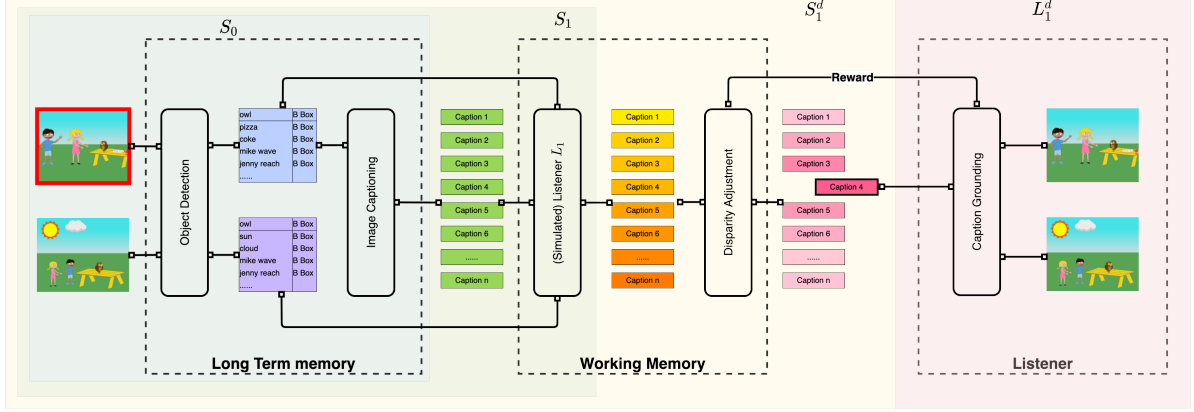 S₀
S₁
S₁ᵈ
L₁ᵈ
Object Detection
owl B Box
pizza B Box
coke B Box
mike wave B Box
jenny reach B Box
......
owl B Box
sun B Box
cloud B Box
mike wave B Box
jenny reach B Box
......
Image Captioning
Long Term memory
Caption 1
Caption 2
Caption 3
Caption 4
Caption 5
Caption 6
......
Caption n
(Simulated) Listener L₁
Caption 1
Caption 2
Caption 3
Caption 4
Caption 5
Caption 6
......
Caption n
Disparity Adjustment
Working Memory
Reward
Caption 1
Caption 2
Caption 3
Caption 4
Caption 5
Caption 6
......
Caption n
Caption Grounding
Listener